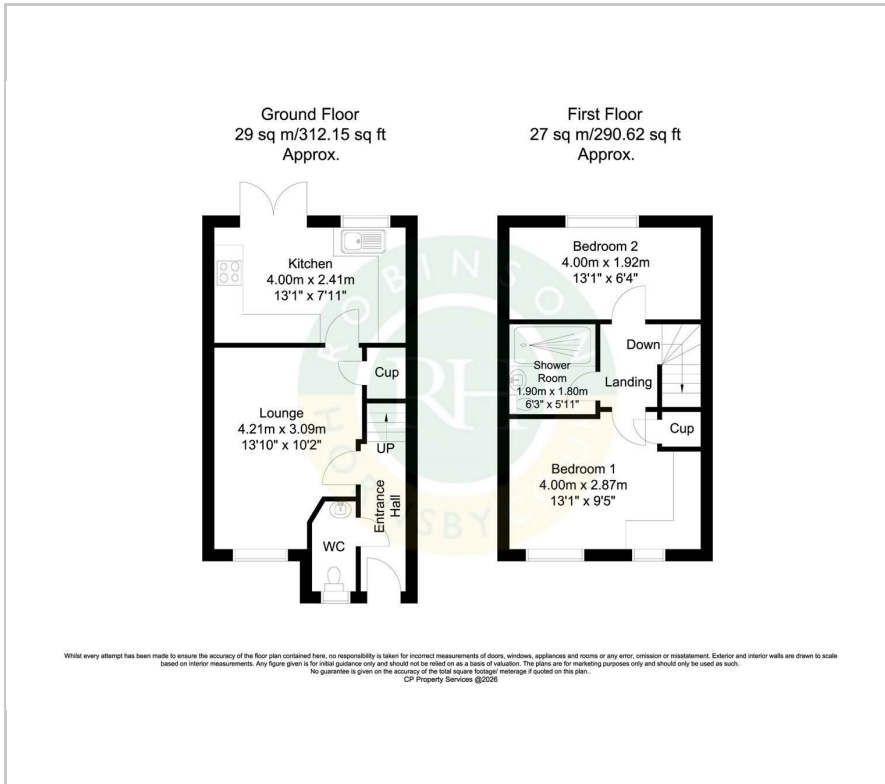 Ground Floor
29 sq m/312.15 sq ft
Approx.
First Floor
27 sq m/290.62 sq ft
Approx.
Kitchen
4.00m x 2.41m
13'1" x 7'11"
Cup
Lounge
4.21m x 3.09m
13'10" x 10'2"
UP
Entrance
Hall
WC
Bedroom 2
4.00m x 1.92m
13'1" x 6'4"
Down
Shower
Room
1.90m x 1.80m
6'3" x 5'11"
Landing
Cup
Bedroom 1
4.00m x 2.87m
13'1" x 9'5"
ROBINSON
RH
Whilst every attempt has been made to ensure the accuracy of the floor plan contained here, no responsibility is taken for incorrect measurements of doors, windows, appliances and rooms or any error, omission or misstatement. Exterior and interior walls are drawn to scale
based on interior measurements. Any figure given is for initial guidance only and should not be relied on as a basis of valuation. The plans are for marketing purposes only and should only be used as such.
No guarantee is given on the accuracy of the total square footage/ meterage if quoted on this plan..
CP Property Services @2026